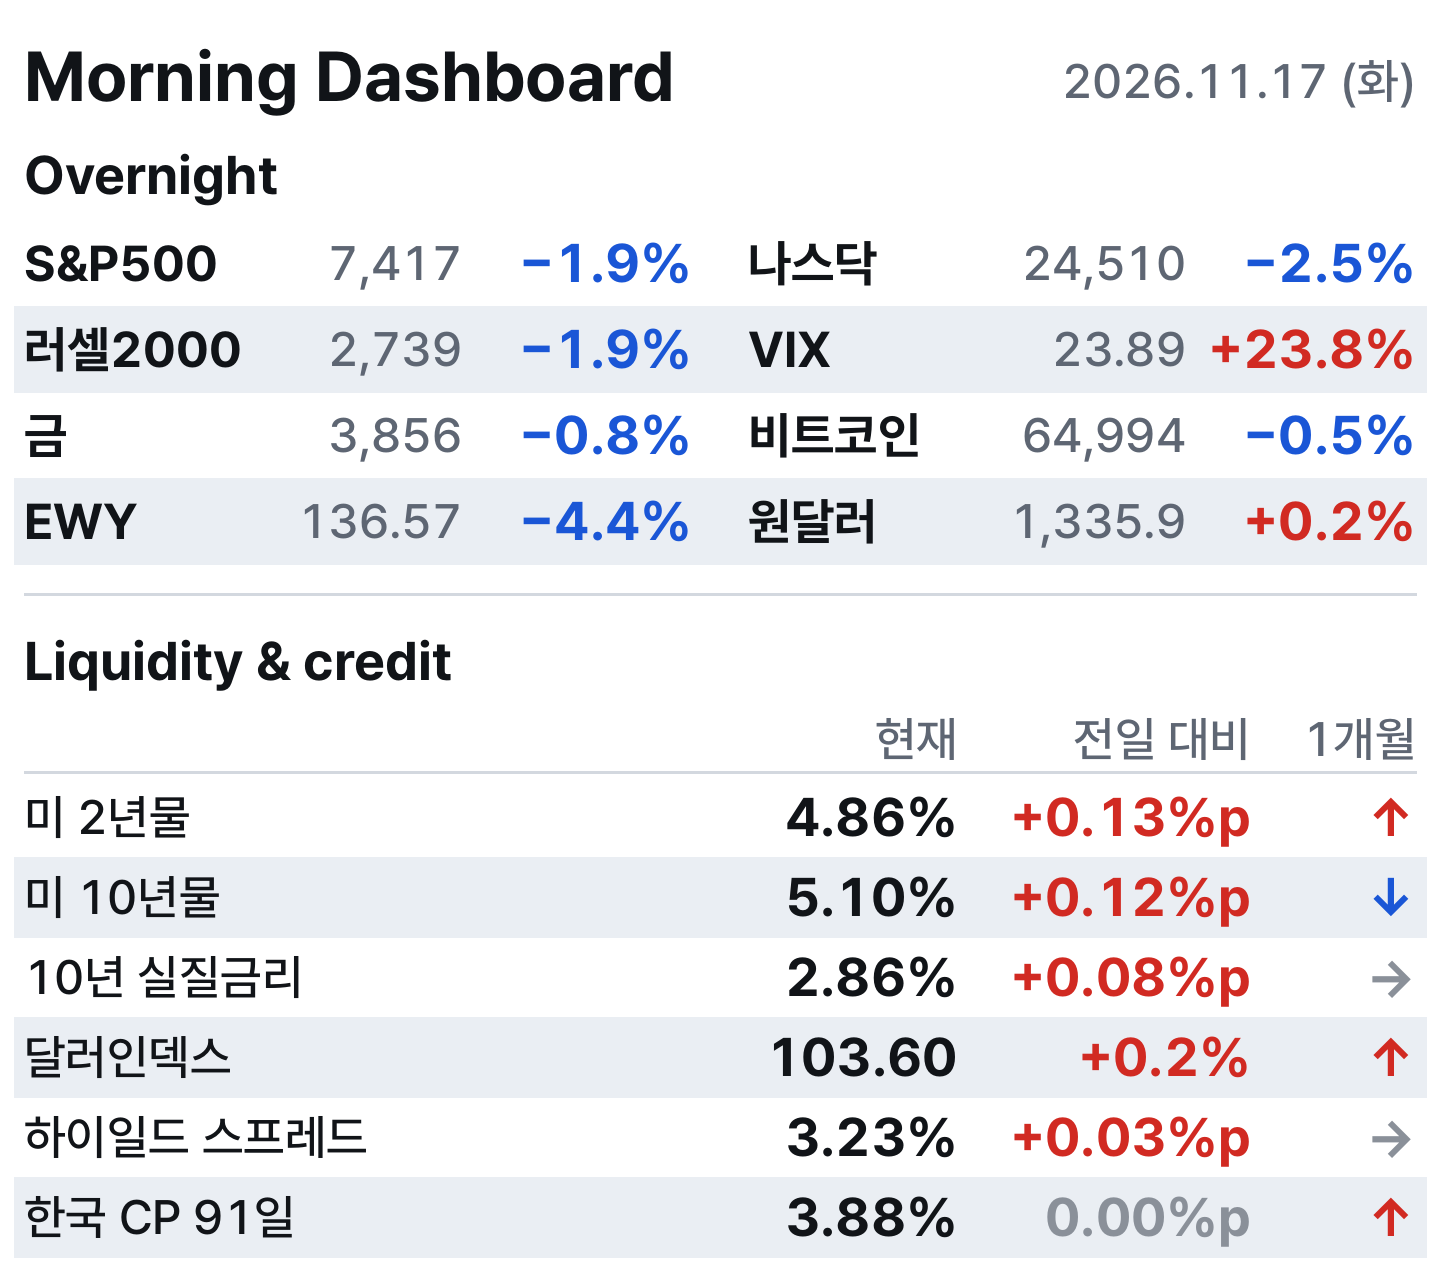 Morning Dashboard 2026.11.17 (화)
Overnight
S&P500 7,417 −1.9% 나스닥 24,510 −2.5%
러셀2000 2,739 −1.9% VIX 23.89 +23.8%
금 3,856 −0.8% 비트코인 64,994 −0.5%
EWY 136.57 −4.4% 원달러 1,335.9 +0.2%
Liquidity & credit
현재 전일 대비 1개월
미 2년물 4.86% +0.13%p ↑
미 10년물 5.10% +0.12%p ↓
10년 실질금리 2.86% +0.08%p →
달러인덱스 103.60 +0.2% ↑
하이일드 스프레드 3.23% +0.03%p →
한국 CP 91일 3.88% 0.00%p ↑